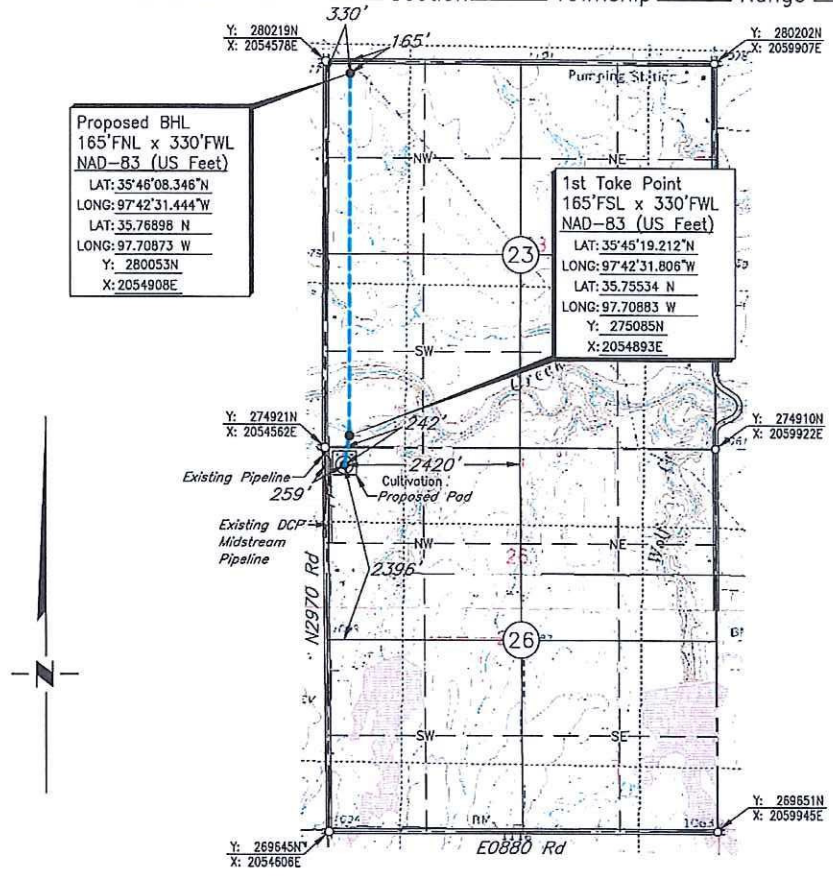 Section Township Range
Y: 280219N
X: 2054578E
330'
165'
Y: 280202N
X: 2059907E
Pumping Station
Proposed BHL
165'FNL x 330'FWL
NAD-83 (US Feet)
LAT: 35°46'08.346"N
LONG: 97°42'31.444"W
LAT: 35.76898 N
LONG: 97.70873 W
Y: 280053N
X: 2054908E
NW
NE
1st Take Point
165'FSL x 330'FWL
NAD-83 (US Feet)
LAT: 35°45'19.212"N
LONG: 97°42'31.806"W
LAT: 35.75534 N
LONG: 97.70883 W
Y: 275085N
X: 2054893E
23
SW
Creek
Y: 274921N
X: 2054562E
242'
Y: 274910N
X: 2059922E
Existing Pipeline
259'
2420'
Cultivation
Proposed Pad
Existing DCP
Midstream
Pipeline
Wolf
NW
NE
26
2396'
N2970 Rd
26
N
SW
SE
BM
Y: 269645N
X: 2054606E
E0880 Rd
Y: 269651N
X: 2059945E